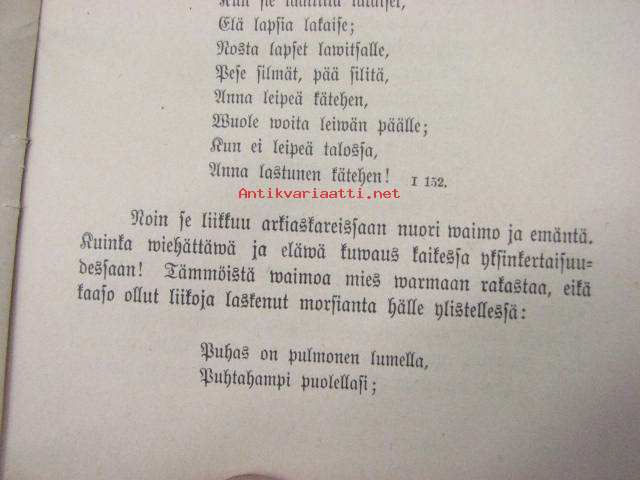 Elä lapsia lakaise;
Nosta lapset lawitsalle,
Pese silmät, pää silitä,
Anna leipeä kätehen,
Wuole woita leiwän päälle;
Kun ei leipeä talossa,
Anna lastunen kätehen! I 152.
Antikvariaatti.net
Noin se liikkuu arkiaskareissaan nuori waimo ja emäntä.
Kuinka wiehättäwä ja eläwä kuwaus kaikessa yksinkertaisuu-
dessaan! Tämmöistä waimoa mies warmaan rakastaa, eikä
kaaso ollut liikoja laskenut morsianta hälle ylistellessä:
Puhas on pulmonen lumella,
Puhtahampi puolellasi;